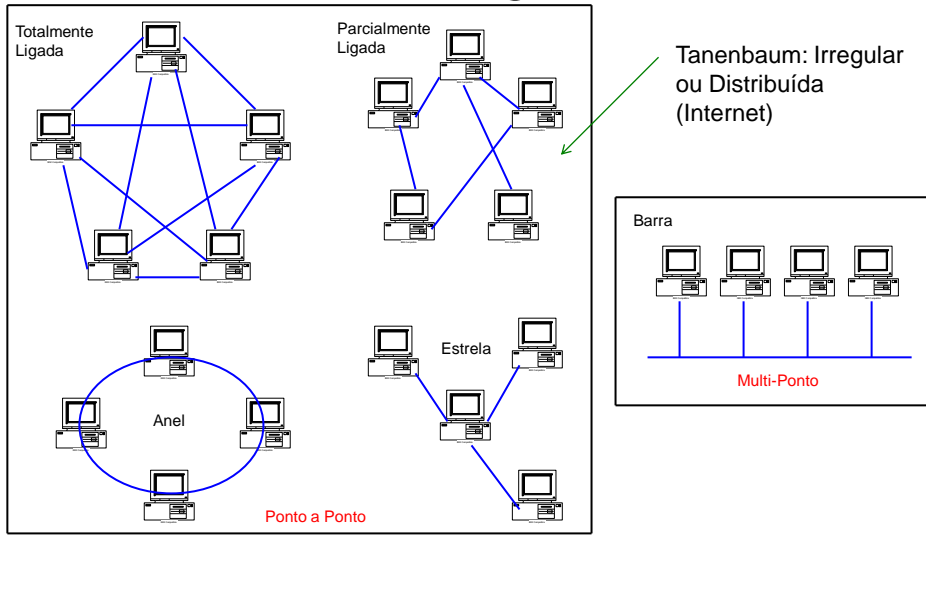 Totalmente
Ligada
Parcialmente
Ligada
Tanenbaum: Irregular
ou Distribuída
(Internet)
Barra
Multi-Ponto
Estrela
Anel
Ponto a Ponto